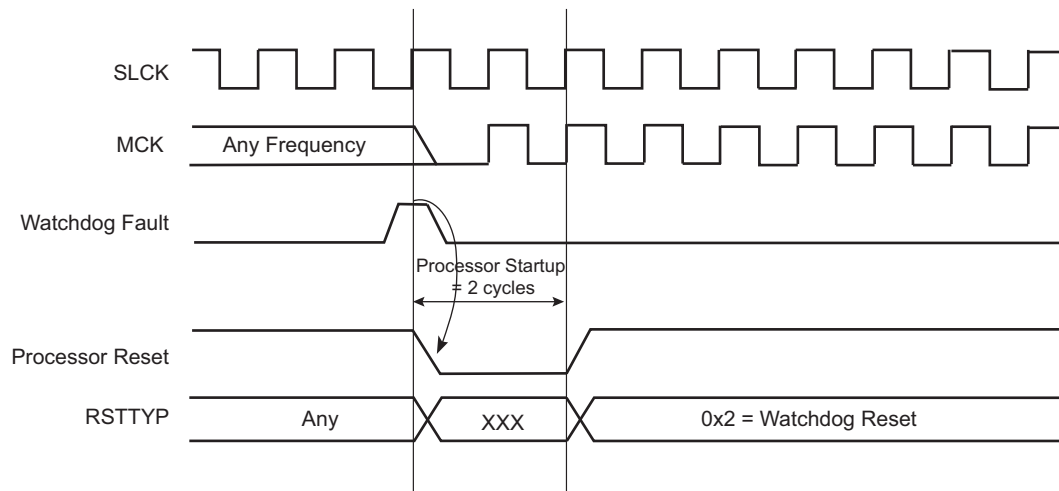 SLCK
MCK
Any Frequency
Watchdog Fault
Processor Startup
= 2 cycles
Processor Reset
RSTTYP
Any
XXX
0x2 = Watchdog Reset